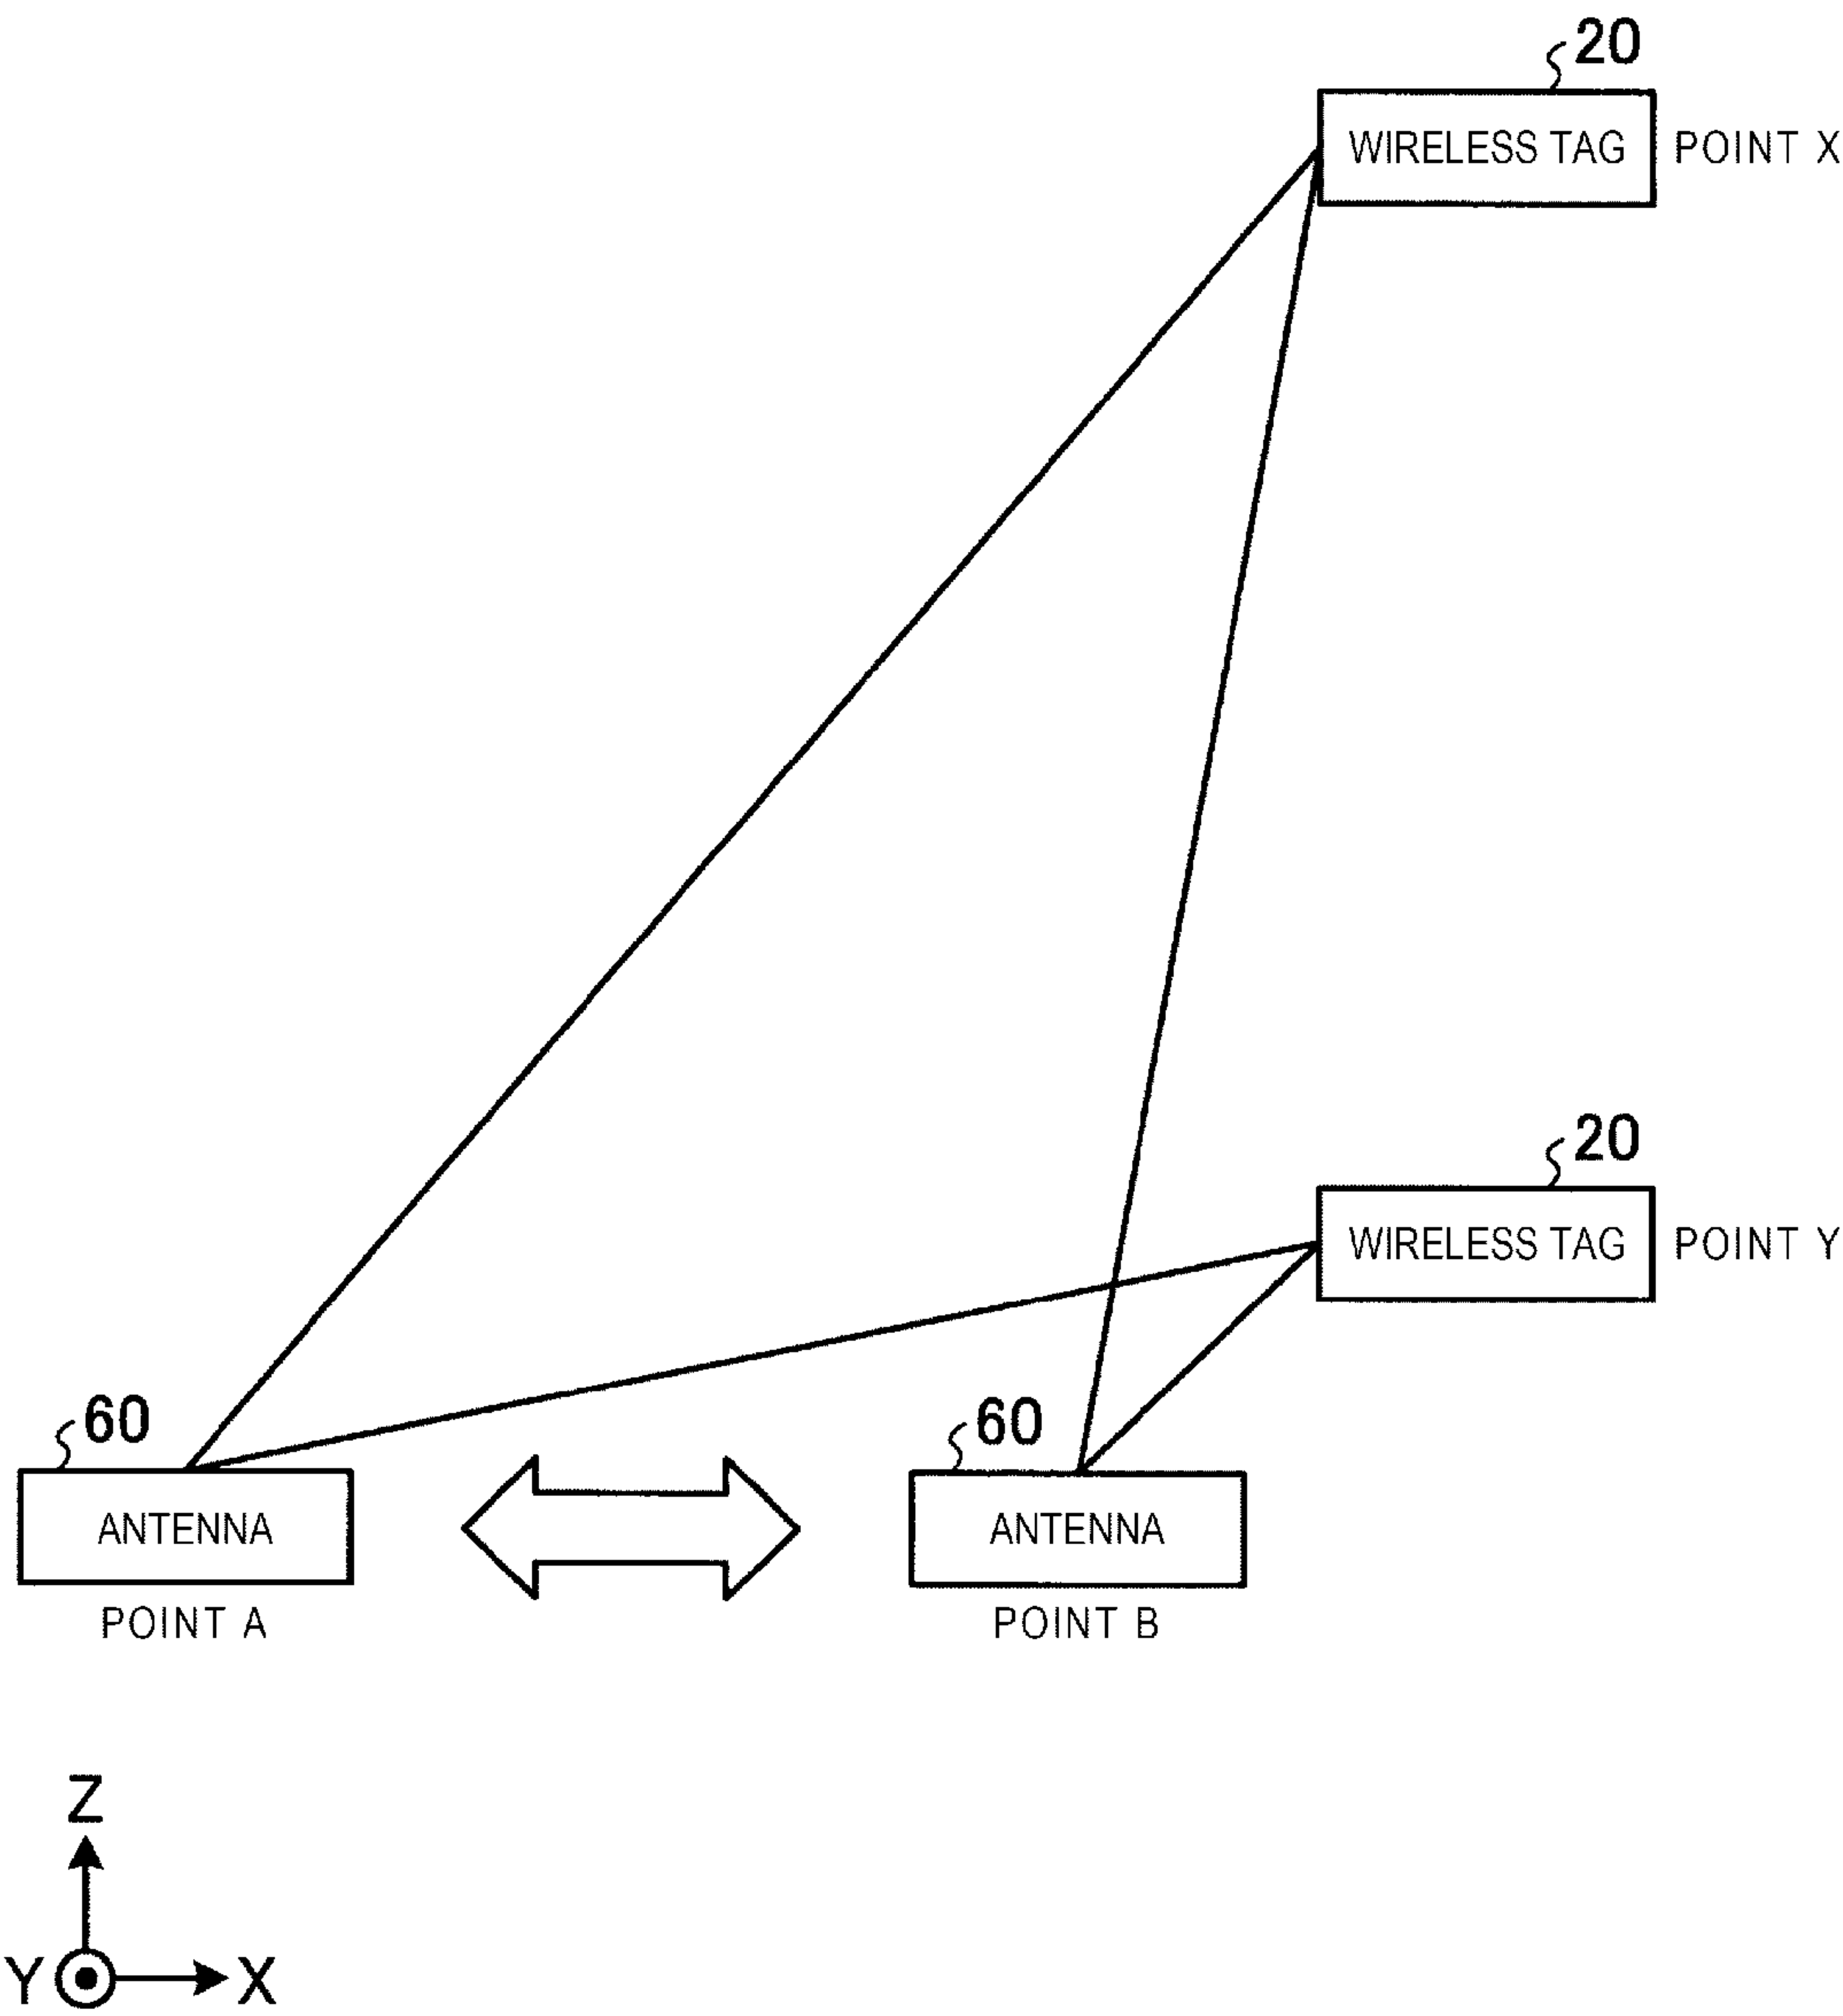 20
WIRELESS TAG POINT X
20
WIRELESS TAG POINT Y
60 60
ANTENNA ANTENNA
POINT A POINT B
Z
Y X